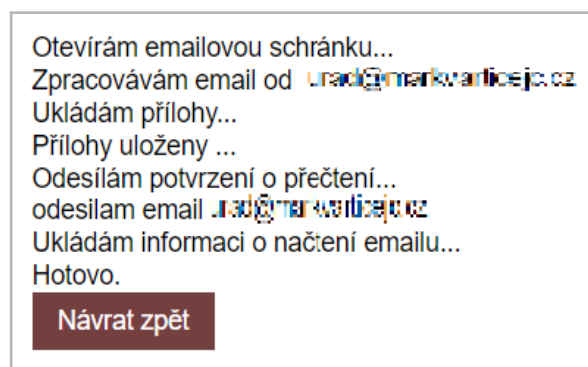 Otevírám emailovou schránku...
Zpracovávám email od
Ukládám přílohy...
Přílohy uloženy ...
Odesílám potvrzení o přečtení...
odesilam email
Ukládám informaci o načtení emailu...
Hotovo.
Návrat zpět